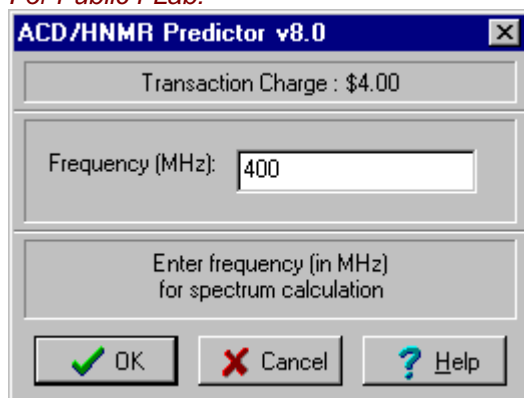 For Public I-Lab:
ACD/HNMR Predictor v8.0
Transaction Charge : $4.00
Frequency (MHz): 400
Enter frequency (in MHz)
for spectrum calculation
OK Cancel Help